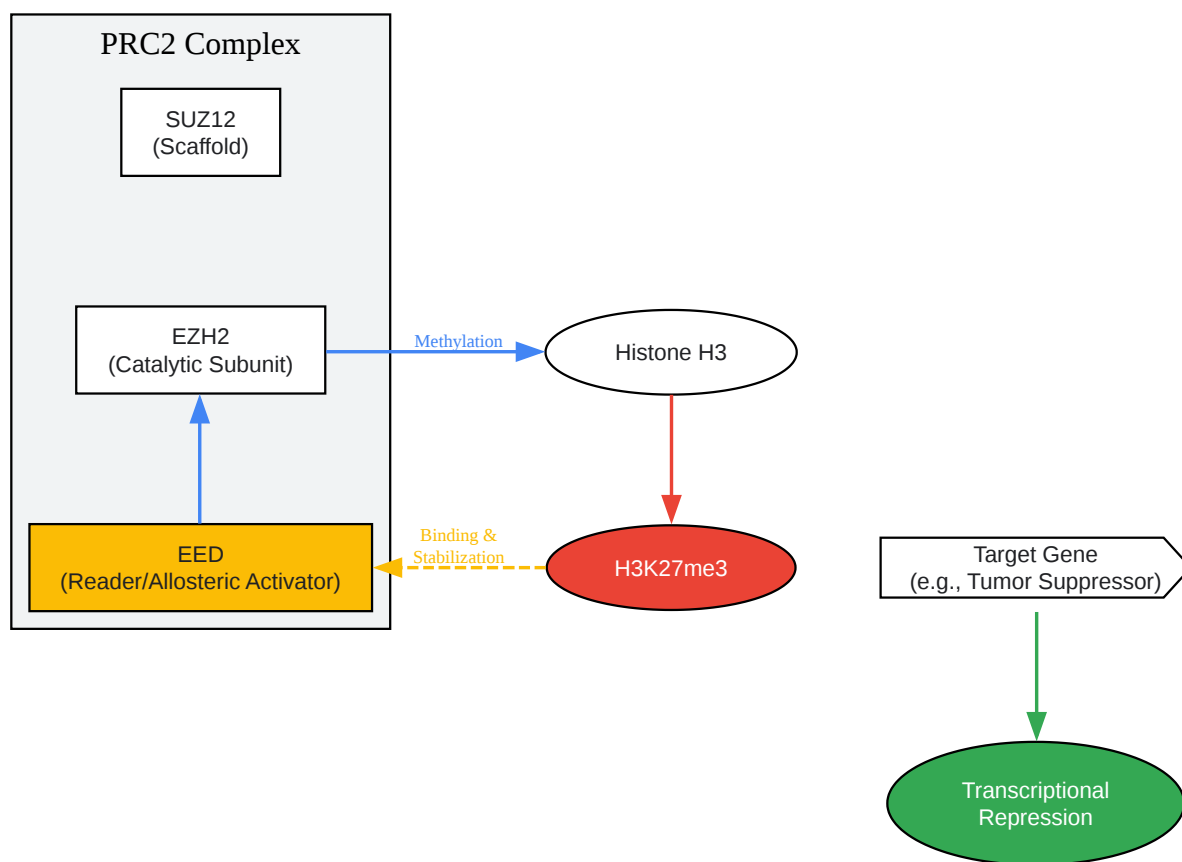 PRC2 Complex
SUZ12
(Scaffold)
EZH2
(Catalytic Subunit)
Methylation
Histone H3
EED
(Reader/Allosteric Activator)
Binding &
Stabilization
H3K27me3
Target Gene
(e.g., Tumor Suppressor)
Transcriptional
Repression